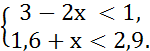 3 − 2x < 1,
1,6 + x < 2,9.